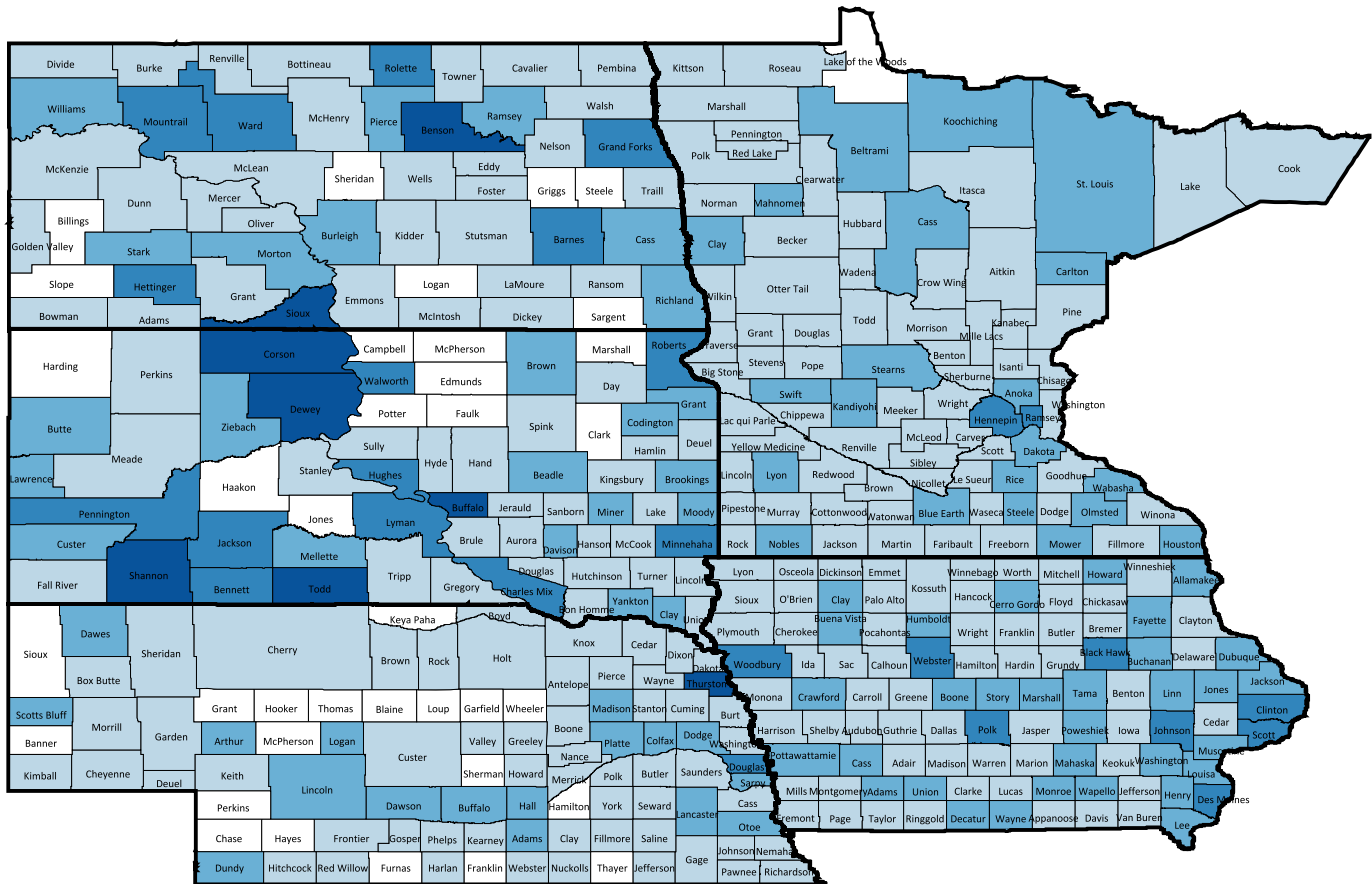 Divide
Burke
Renville
Bottineau
Rolette
Towner
Cavalier
Pembina
Williams
Mountrail
Ward
McHenry
Pierce
Benson
Ramsey
Walsh
Nelson
Grand Forks
McKenzie
McLean
Sheridan
Wells
Eddy
Foster
Griggs
Steele
Traill
Dunn
Mercer
Oliver
Billings
Golden Valley
Stark
Morton
Burleigh
Kidder
Stutsman
Barnes
Cass
Slope
Hettinger
Grant
Sioux
Emmons
Logan
LaMoure
Ransom
Richland
Bowman
Adams
McIntosh
Dickey
Sargent
Kittson
Roseau
Lake of the Woods
Marshall
Pennington
Red Lake
Polk
Beltrami
Koochiching
Clearwater
Norman
Mahnomen
Itasca
St. Louis
Lake
Cook
Clay
Becker
Hubbard
Cass
Wilkin
Otter Tail
Wadena
Crow Wing
Aitkin
Carlton
Todd
Morrison
Mille Lacs
Kanabec
Pine
Grant
Douglas
Traverse
Stevens
Pope
Stearns
Benton
Sherburne
Isanti
Chisago
Big Stone
Swift
Kandiyohi
Meeker
Wright
Anoka
Washington
Hennepin
Ramsey
Lac qui Parle
Chippewa
McLeod
Carver
Scott
Dakota
Yellow Medicine
Renville
Sibley
Lincoln
Lyon
Redwood
Brown
Nicollet
Le Sueur
Rice
Goodhue
Wabasha
Pipestone
Murray
Cottonwood
Watonwan
Blue Earth
Waseca
Steele
Dodge
Olmsted
Winona
Rock
Nobles
Jackson
Martin
Faribault
Freeborn
Mower
Fillmore
Houston
Harding
Perkins
Corson
Campbell
McPherson
Brown
Marshall
Roberts
Walworth
Edmunds
Day
Dewey
Ziebach
Potter
Faulk
Butte
Meade
Sully
Spink
Clark
Codington
Grant
Deuel
Hamlin
Lawrence
Haakon
Stanley
Hughes
Hyde
Hand
Beadle
Kingsbury
Brookings
Pennington
Jones
Lyman
Buffalo
Jerauld
Sanborn
Miner
Lake
Moody
Custer
Jackson
Mellette
Brule
Aurora
Davison
Hanson
McCook
Minnehaha
Fall River
Shannon
Bennett
Todd
Tripp
Gregory
Douglas
Charles Mix
Hutchinson
Turner
Lincoln
Bon Homme
Yankton
Clay
Union
Sioux
Dawes
Sheridan
Cherry
Keya Paha
Boyd
Box Butte
Brown
Rock
Holt
Knox
Cedar
Dixon
Dakota
Pierce
Wayne
Thurston
Antelope
Scotts Bluff
Banner
Morrill
Garden
Grant
Hooker
Thomas
Blaine
Loup
Garfield
Wheeler
Madison
Stanton
Cuming
Burt
Arthur
McPherson
Logan
Custer
Valley
Greeley
Boone
Nance
Platte
Colfax
Dodge
Washington
Kimball
Cheyenne
Deuel
Keith
Lincoln
Sherman
Howard
Merrick
Polk
Butler
Saunders
Douglas
Sarpy
Perkins
Dawson
Buffalo
Hall
Hamilton
York
Seward
Lancaster
Cass
Otoe
Chase
Hayes
Frontier
Gosper
Phelps
Kearney
Adams
Clay
Fillmore
Saline
Dundy
Hitchcock
Red Willow
Furnas
Harlan
Franklin
Webster
Nuckolls
Thayer
Jefferson
Gage
Johnson
Nemaha
Pawnee
Richardson
Lyon
Osceola
Dickinson
Emmet
Winnebago
Worth
Mitchell
Howard
Winneshiek
Allamakee
Sioux
O'Brien
Clay
Palo Alto
Kossuth
Hancock
Cerro Gordo
Floyd
Chickasaw
Plymouth
Cherokee
Buena Vista
Pocahontas
Humboldt
Wright
Franklin
Butler
Bremer
Fayette
Clayton
Woodbury
Ida
Sac
Calhoun
Webster
Hamilton
Hardin
Grundy
Black Hawk
Buchanan
Delaware
Dubuque
Monona
Crawford
Carroll
Greene
Boone
Story
Marshall
Tama
Benton
Linn
Jones
Jackson
Harrison
Shelby
Audubon
Guthrie
Dallas
Polk
Jasper
Poweshiek
Iowa
Johnson
Cedar
Clinton
Scott
Pottawattamie
Cass
Adair
Madison
Warren
Marion
Mahaska
Keokuk
Washington
Muscatine
Louisa
Mills
Montgomery
Adams
Union
Clarke
Lucas
Monroe
Wapello
Jefferson
Henry
Des Moines
Fremont
Page
Taylor
Ringgold
Decatur
Wayne
Appanoose
Davis
Van Buren
Lee